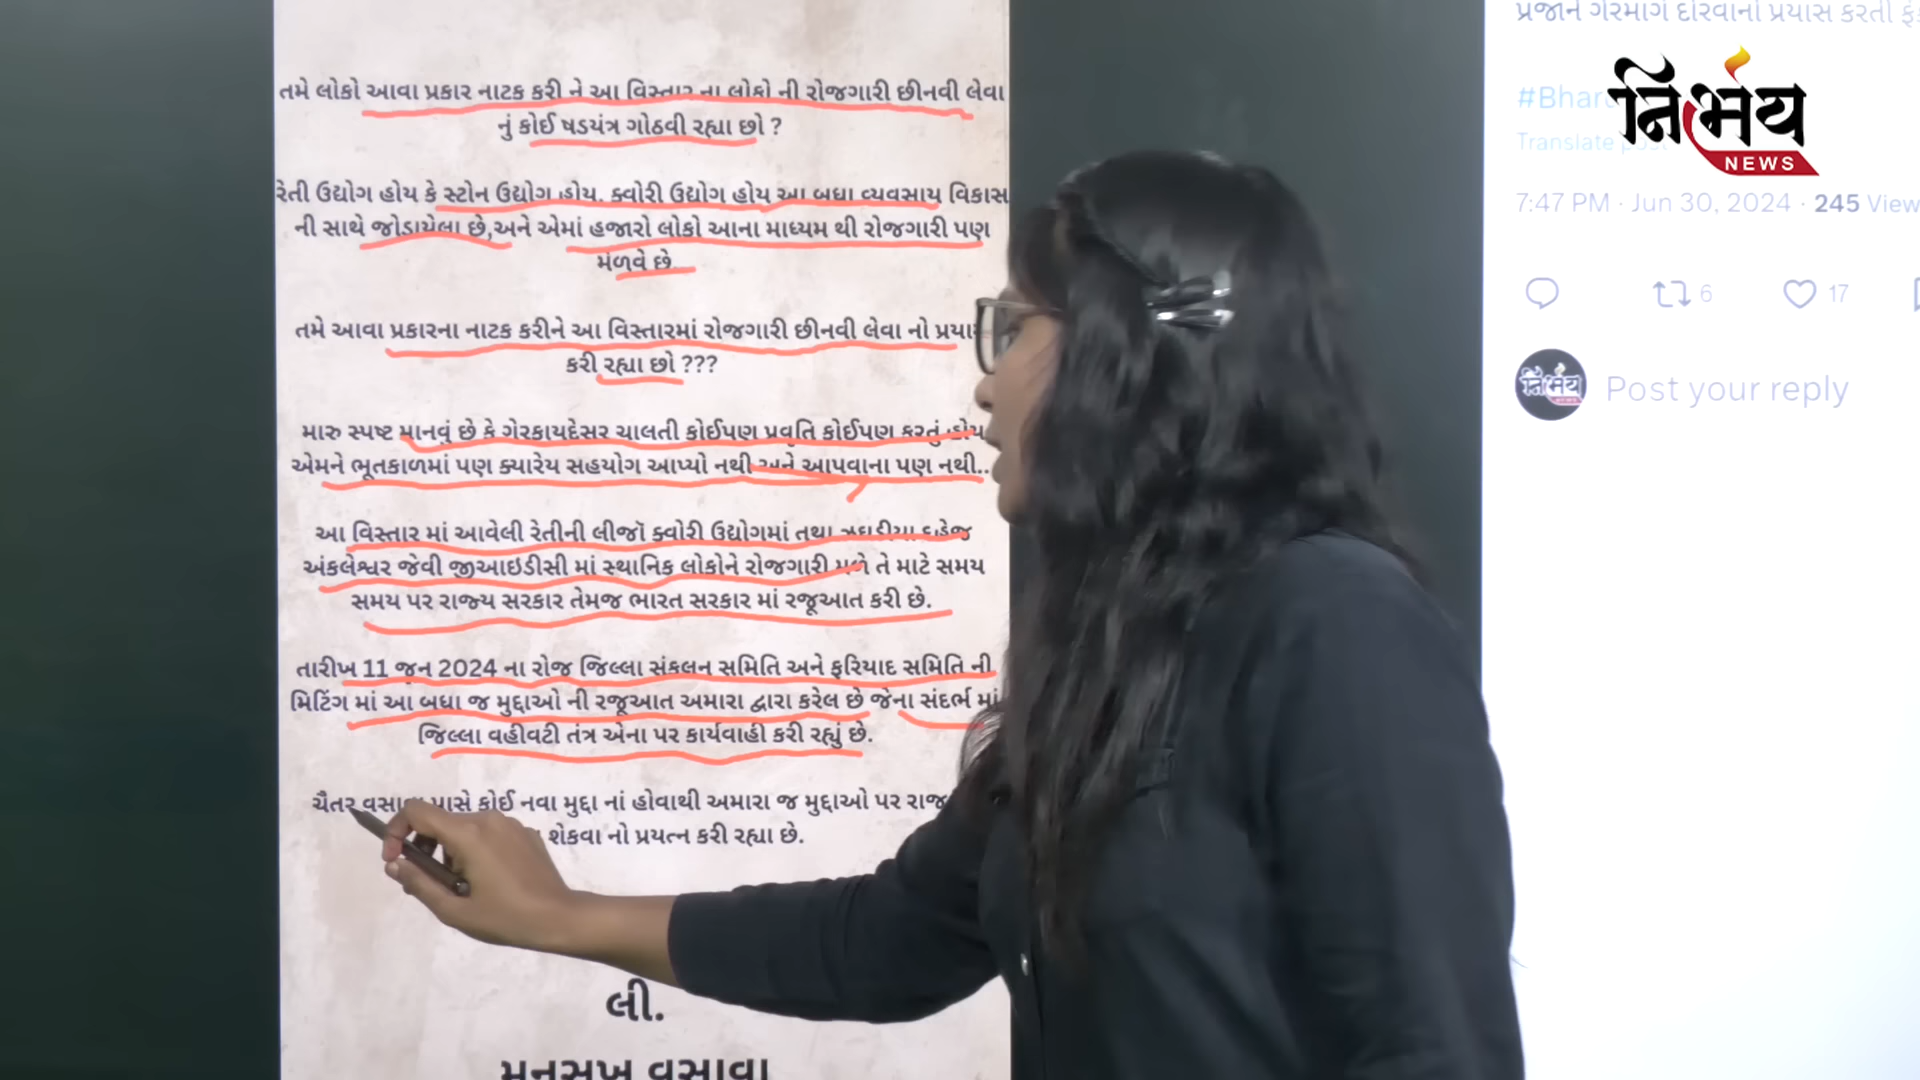 તમે લોકો આવા પ્રકાર નાટક કરી ને આ વિસ્તાર ના લોકો ની રોજગારી છીનવી લેવા
નું કોઈ ષડયંત્ર ગોઠવી રહ્યા છો ?
રેતી ઉદ્યોગ હોય કે સ્ટોન ઉદ્યોગ હોય. ક્વોરી ઉદ્યોગ હોય આ બધા વ્યવસાય વિકાસ
ની સાથે જોડાયેલા છે,અને એમાં હજારો લોકો આના માધ્યમ થી રોજગારી પણ
મંળવે છે
તમે આવા પ્રકારના નાટક કરીને આ વિસ્તારમાં રોજગારી છીનવી લેવા નો
કરી રહ્યા છો ???
મારુ સ્પષ્ટ માનવું છે કે ગેરકાયદેસર ચાલતી કોઈપણ પ્રવૃતિ કોઈપણ કરતું હોય
એમને ભૂતકાળમાં પણ ક્યારેય સહયોગ આપ્યો નથી અને આપવાના પણ નથી..
આ વિસ્તાર માં આવેલી રેતીની લીજૉ ક્વોરી ઉદ્યોગમાં તથા
અંકલેશ્વર જેવી જીઆઇડીસી માં સ્થાનિક લોકોને રોજગારી મળે તે માટે સમય
સમય પર રાજ્ય સરકાર તેમજ ભારત સરકાર માં રજૂઆત કરી છે.
તારીખ 11 જૂન 2024 ના રોજ જિલ્લા સંકલન સમિતિ અને ફરિયાદ સમિતિ ની
મિટિંગ માં આ બધા જ મુદ્દાઓ ની રજૂઆત અમારા દ્વારા કરેલ છે જેના સંદર્ભ માં
જિલ્લા વહીવટી તંત્ર એના પર કાર્યવાહી કરી રહ્યું છે.
ચૈતર વસાવા પાસે કોઈ નવા મુદ્દા નાં હોવાથી અમારા જ મુદ્દાઓ પર
શેકવા નો પ્રયત્ન કરી રહ્યા છે.
લી.
મનસુખ વસાવા
પ્રજાને ગેરમાર્ગે દોરવાનો પ્રયાસ કરતી
Translate
7:47 PM · Jun 30, 2024 · 245 View
6
17
નિર્ભય
Post your reply
નિર્ભય
NEWS